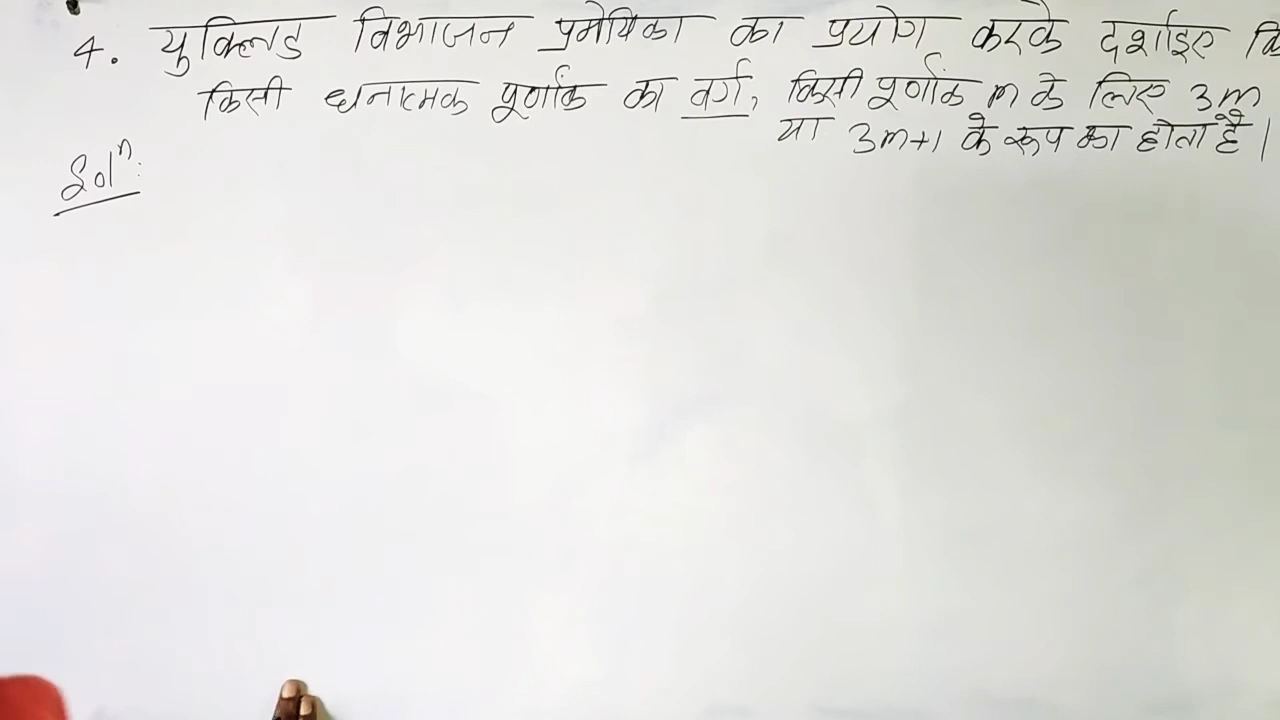 4. युक्लिड विभाजन प्रमेयिका का प्रयोग करके दर्शाइए कि
किसी धनात्मक पूर्णांक का वर्ग, किसी पूर्णांक m के लिए 3m
या 3m+1 के रूप का होता है।
Solⁿ: